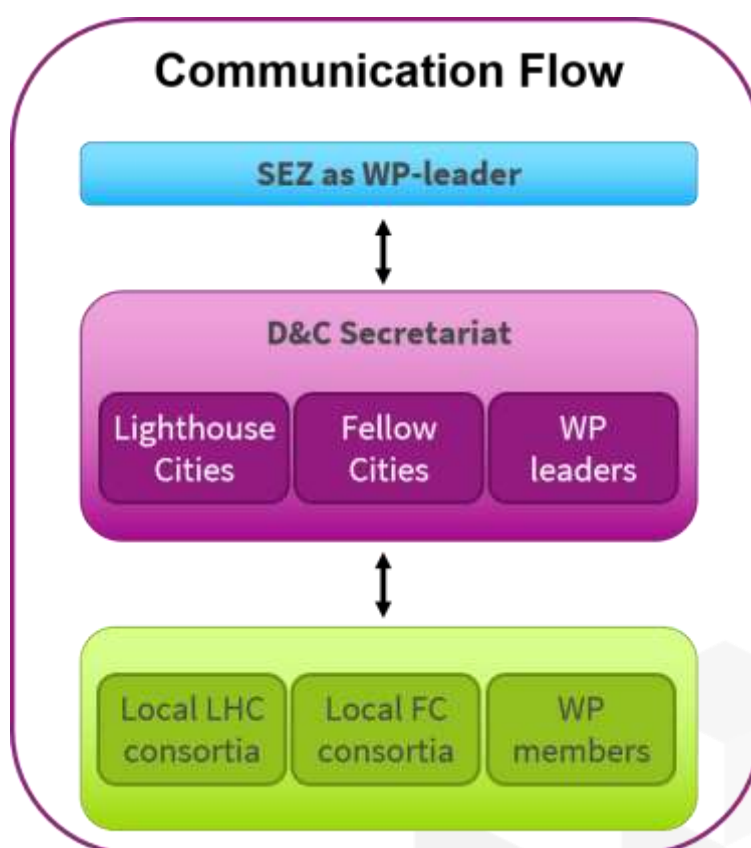 Communication Flow
SEZ as WP-leader
D&C Secretariat
Lighthouse
Cities
Fellow
Cities
WP
leaders
Local LHC
consortia
Local FC
consortia
WP
members